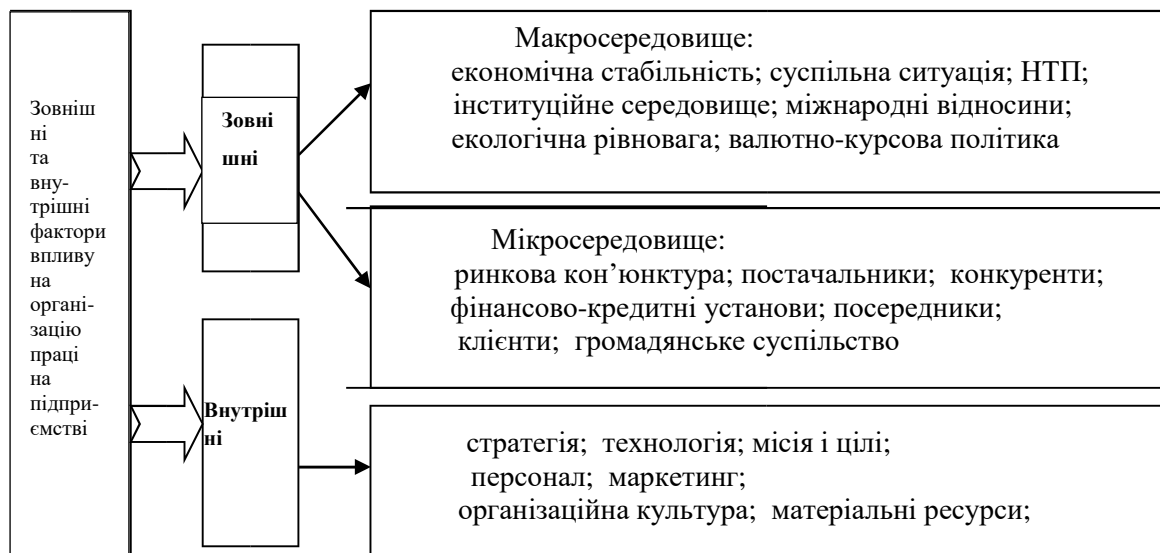 Зовніш
ні
та
вну-
трішні
фактори
впливу
на
органі-
зацію
праці
на
підпри-
ємстві
Зовні
шні
Макросередовище:
економічна стабільність; суспільна ситуація; НТП;
інституційне середовище; міжнародні відносини;
екологічна рівновага; валютно-курсова політика
Мікросередовище:
ринкова кон’юнктура; постачальники; конкуренти;
фінансово-кредитні установи; посередники;
клієнти; громадянське суспільство
Внутріш
ні
стратегія; технологія; місія і цілі;
персонал; маркетинг;
організаційна культура; матеріальні ресурси;